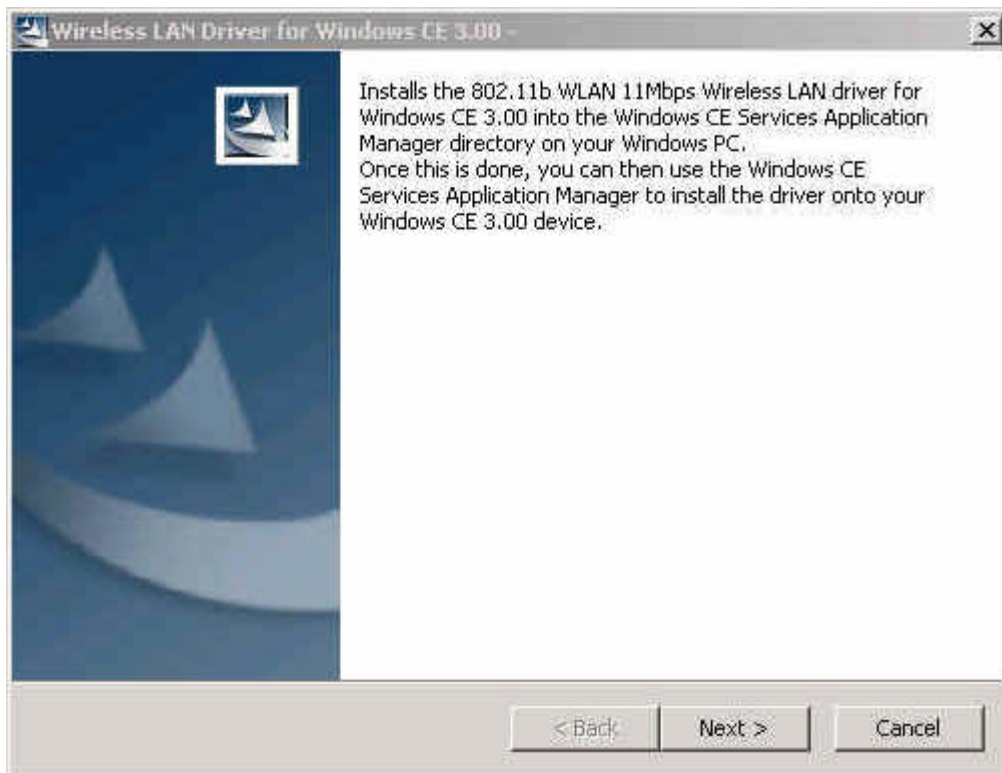 Wireless LAN Driver for Windows CE 3.00 -
Installs the 802.11b WLAN 11Mbps Wireless LAN driver for
Windows CE 3.00 into the Windows CE Services Application
Manager directory on your Windows PC.
Once this is done, you can then use the Windows CE
Services Application Manager to install the driver onto your
Windows CE 3.00 device.
< Back
Next >
Cancel